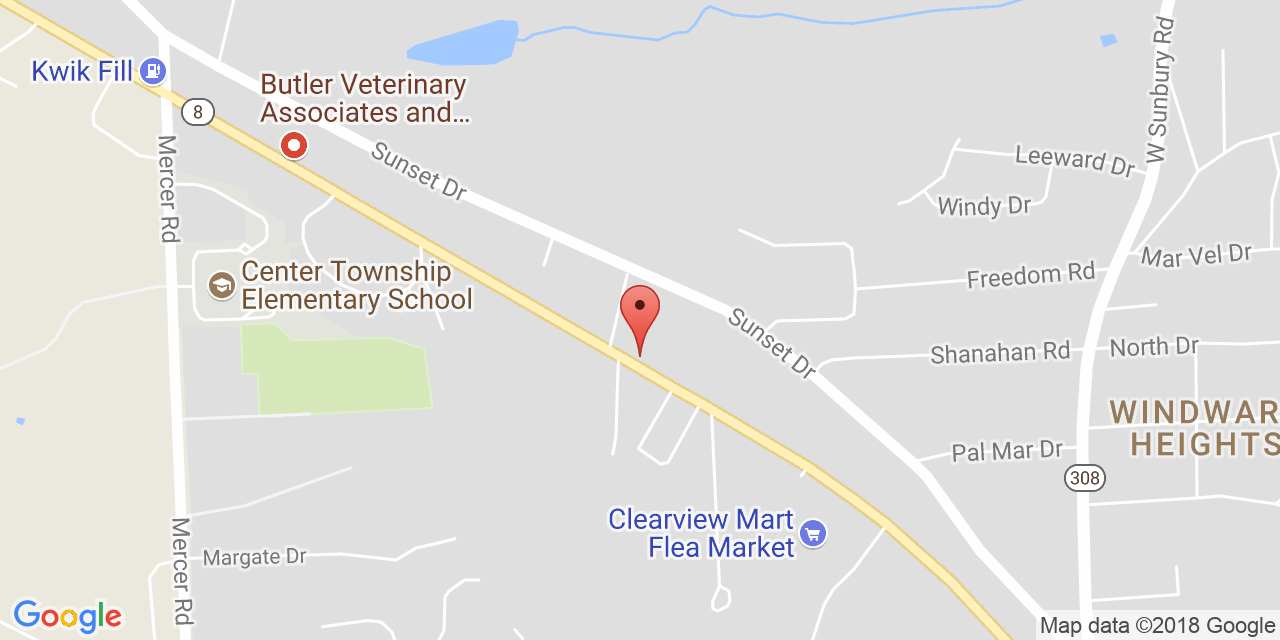 Kwik Fill
Butler Veterinary
Associates and...
8
Mercer Rd
Sunset Dr
W Sunbury Rd
Leeward Dr
Windy Dr
Mar Vel Dr
Freedom Rd
Center Township
Elementary School
Sunset Dr
Shanahan Rd
North Dr
WINDWAR
HEIGHTS
Pal Mar Dr
308
Clearview Mart
Flea Market
Mercer Rd
Margate Dr
Google
Map data ©2018 Google